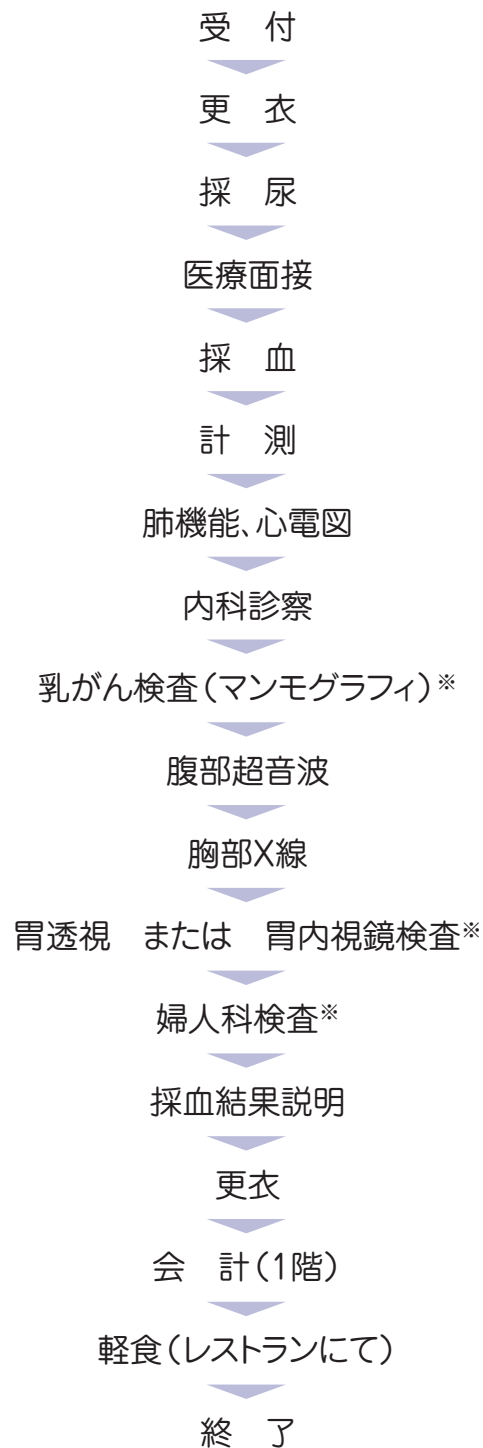 受　付
更　衣
採　尿
医療面接
採　血
計　測
肺機能、心電図
内科診察
乳がん検査（マンモグラフィ）※
腹部超音波
胸部X線
胃透視　または　胃内視鏡検査※
婦人科検査※
採血結果説明
更衣
会　計（1階）
軽食（レストランにて）
終　了